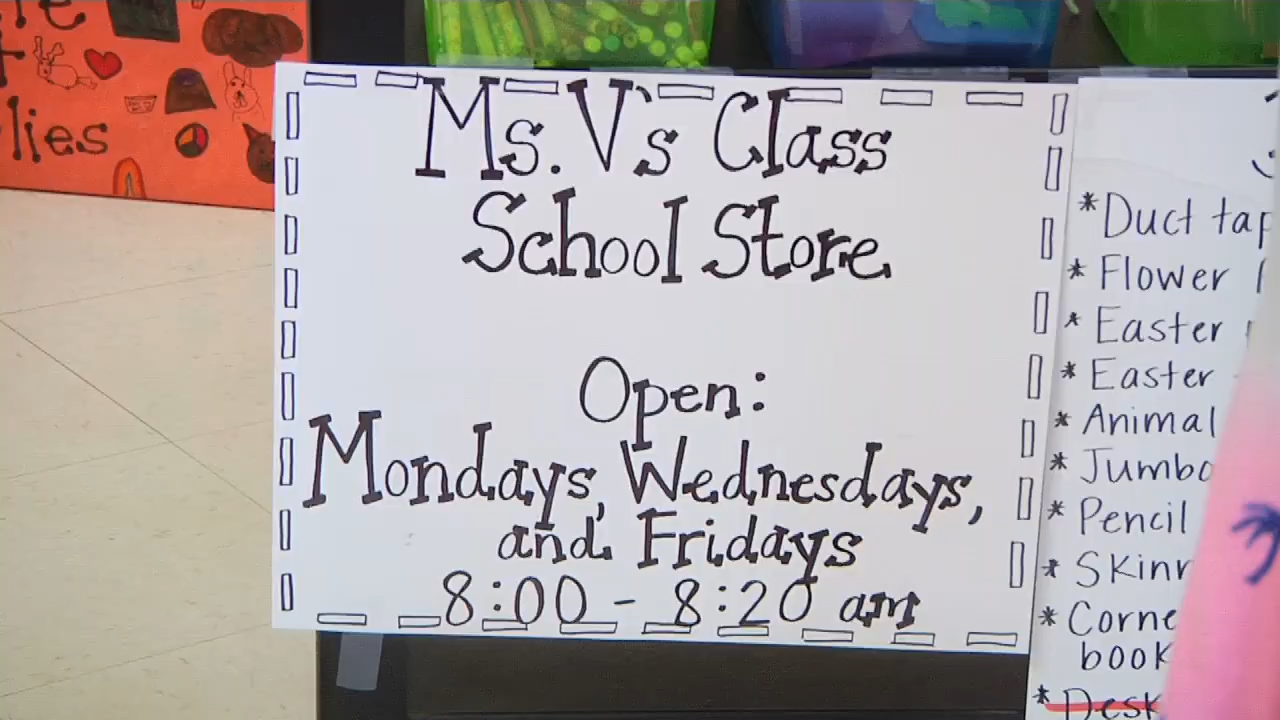 lies
Ms. V's Class
School Store
Open:
Mondays, Wednesdays,
and Fridays
8:00 - 8:20 am
*Duct tap
* Flower
* Easter
* Easter
* Animal
* Jumbo
* Pencil
* Skinn
* Corne
book
* Desk